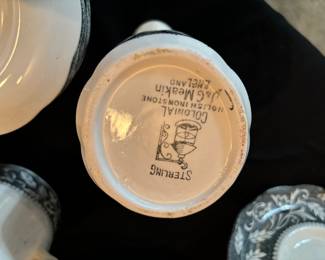 STERLING
COLONIAL
ENGLISH IRONSTONE
J & G Meakin
ENGLAND